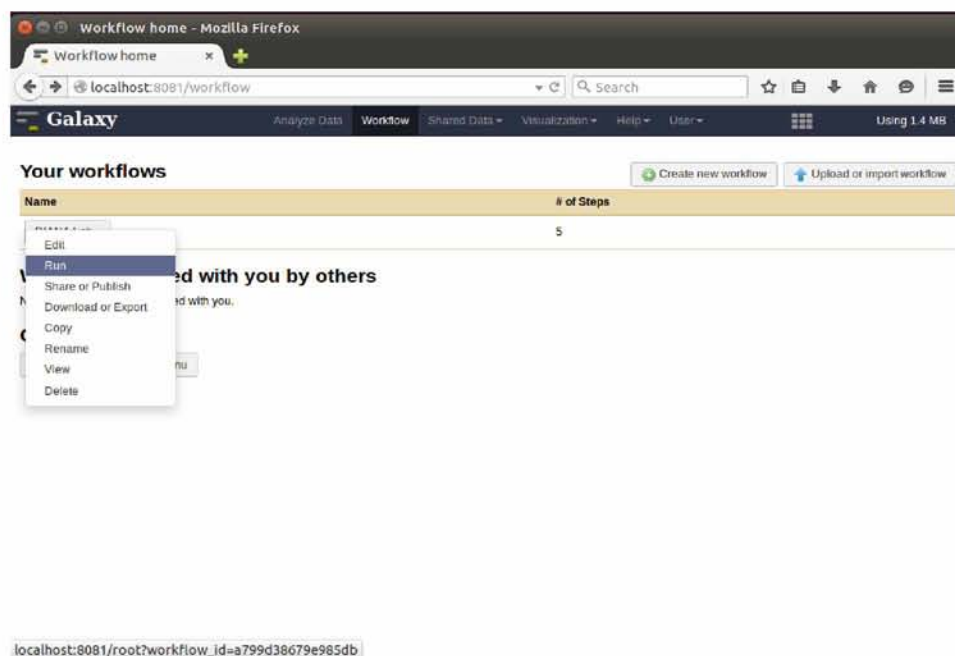 Workflow home - Mozilla Firefox
Workflow home ×
localhost:8081/workflow Search
Galaxy Analyze Data Workflow Shared Data Visualization Help User Using 1.4 MB
Your workflows Create new workflow Upload or import workflow
Name # of Steps
5
Edit
Run
ed with you by others
Share or Publish
ed with you.
Download or Export
Copy
Rename
View
nu
Delete
localhost:8081/root?workflow_id=a799d38679e985db